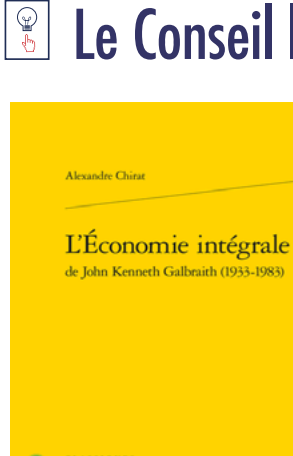 Le Conseil
Alexandre Chirat
L'Économie intégrale
de John Kenneth Galbraith (1933-1983)